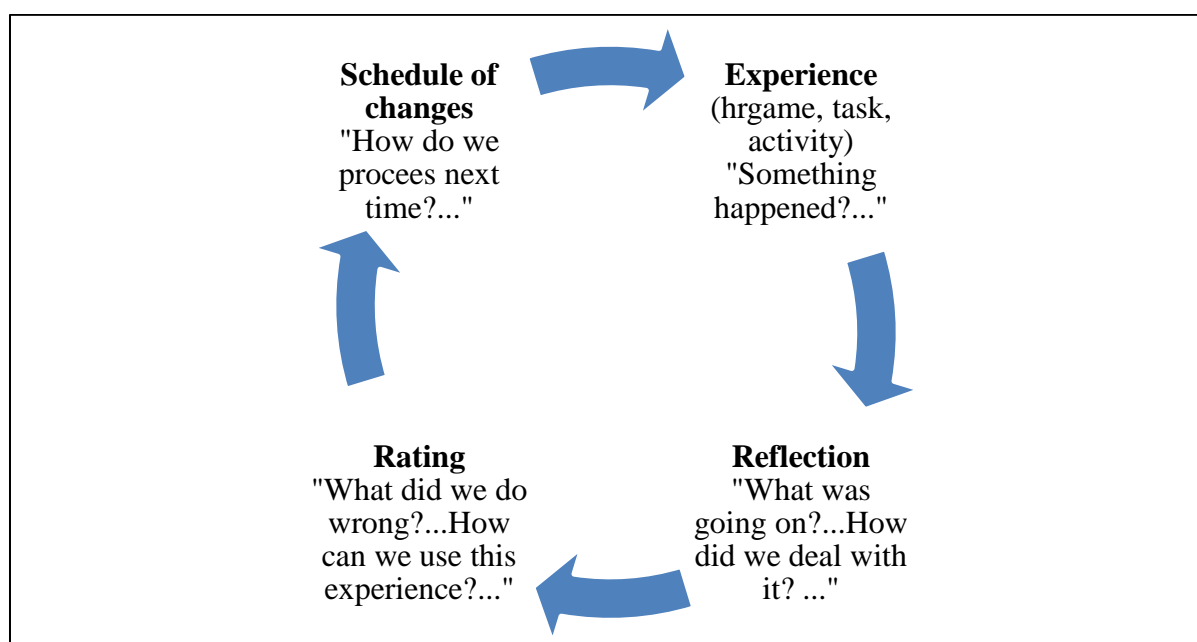 Schedule of
changes
"How do we
procees next
time?..."
Experience
(hrgame, task,
activity)
"Something
happened?..."
Reflection
"What was
going on?...How
did we deal with
it? ..."
Rating
"What did we do
wrong?...How
can we use this
experience?..."